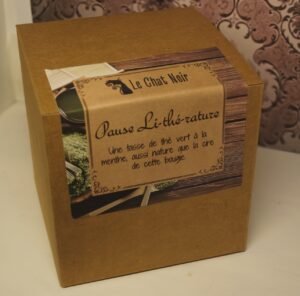 Le Chat Noir
Pause Li-thé-rature
Une tasse de thé vert à la
menthe, aussi nature que la cire
de cette bougie.